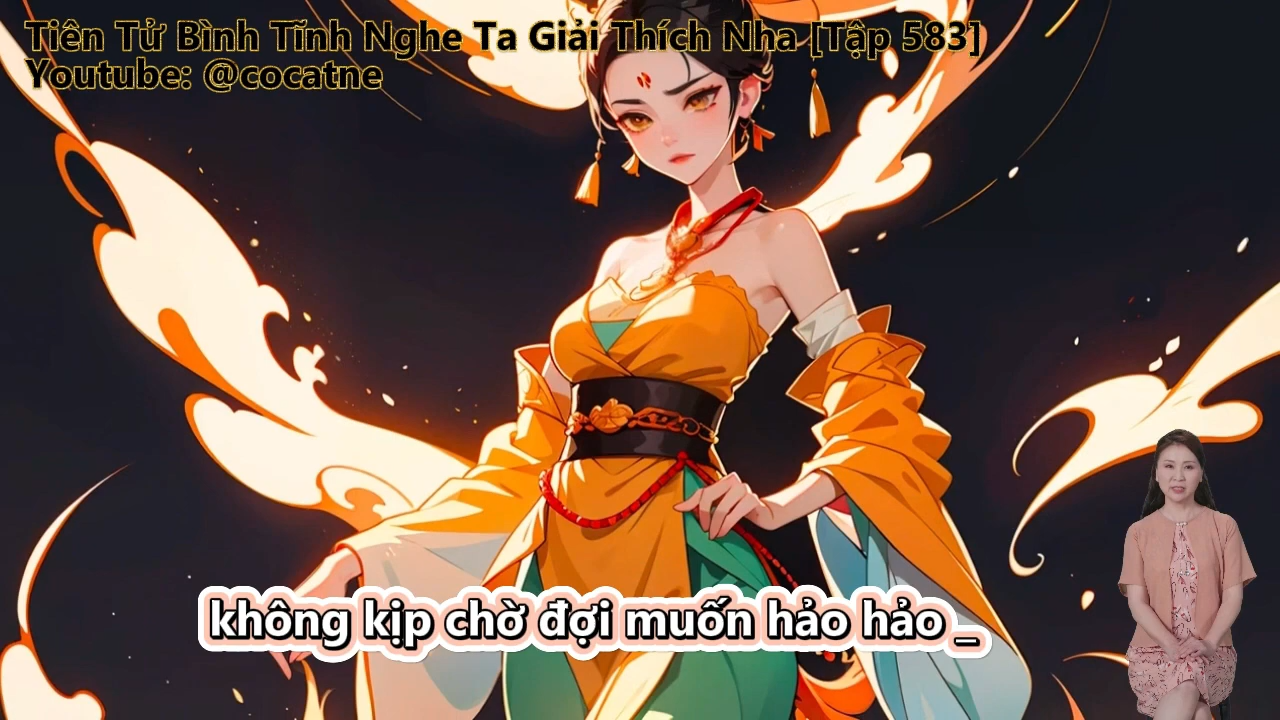 Tiên Tử Bình Tĩnh Nghe Ta Giải Thích Nha [Tập 583]
Youtube: @cocatne
không kịp chờ đợi muốn hảo hảo _